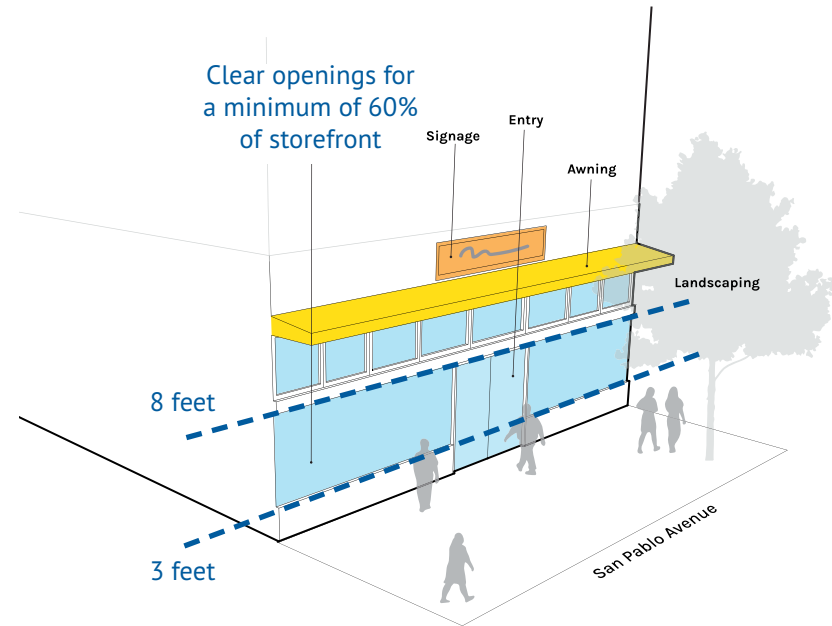 Clear openings for
a minimum of 60%
of storefront
Signage
Entry
Awning
Landscaping
8 feet
3 feet
San Pablo Avenue